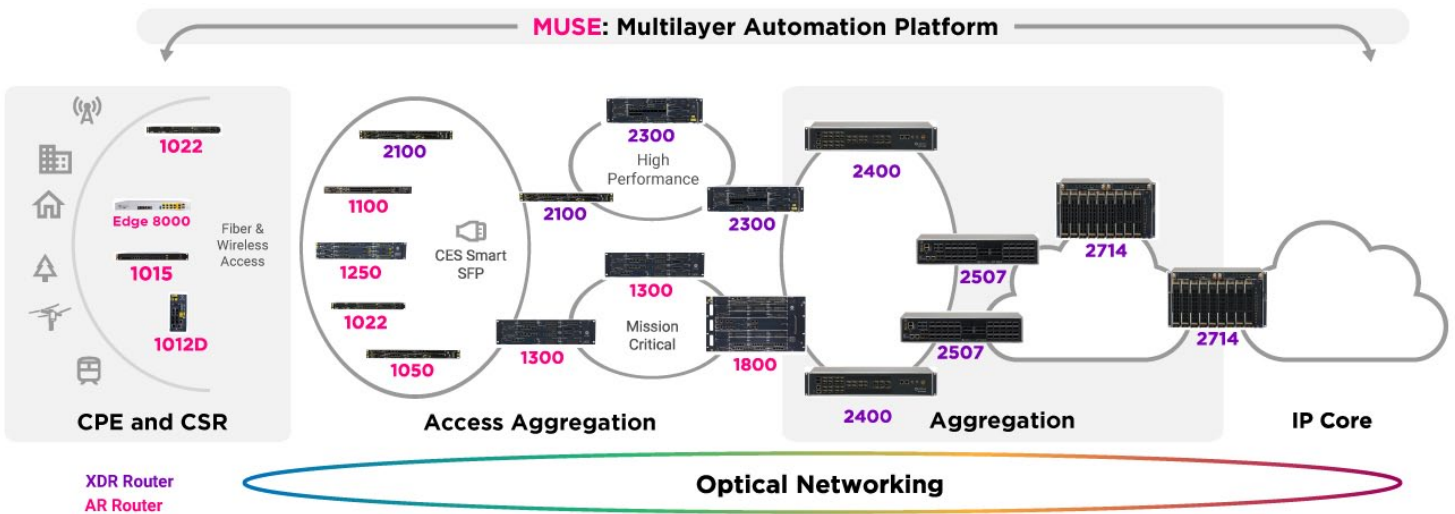 MUSE: Multilayer Automation Platform
1022
Edge 8000
1015
1012D
Fiber &
Wireless
Access
CPE and CSR
2100
1100
1250
1022
1050
CES Smart
SFP
2300
High
Performance
2100
2300
1300
Mission
Critical
1300
1800
Access Aggregation
2400
2507
2714
2507
2714
2400
Aggregation
IP Core
XDR Router
AR Router
Optical Networking